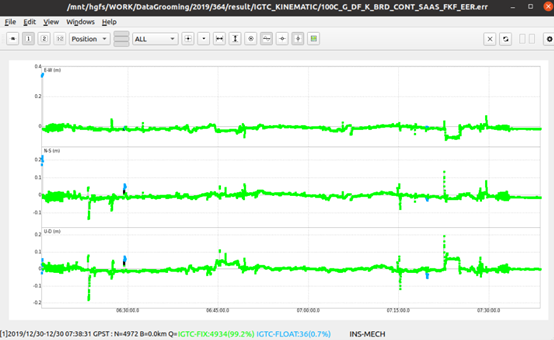 /mnt/hgfs/WORK/DataGrooming/2019/364/result/IGTC_KINEMATIC/100C_G_DF_K_BRD_CONT_SAAS_FKF_EER.err
File Edit View Windows Help
1 2 Position ALL
0.4 E-W (m)
0.2
0
N-S (m)
0.2
0.1
0
-0.1
U-D (m)
0.2
0.1
0
-0.1
-0.2
06:30:00.0 06:45:00.0 07:00:00.0 07:15:00.0 07:30:00.0
[1]2019/12/30-12/30 07:38:31 GPST : N=4972 B=0.0km Q=IGTC-FIX:4934(99.2%) IGTC-FLOAT:36(0.7%) INS-MECH